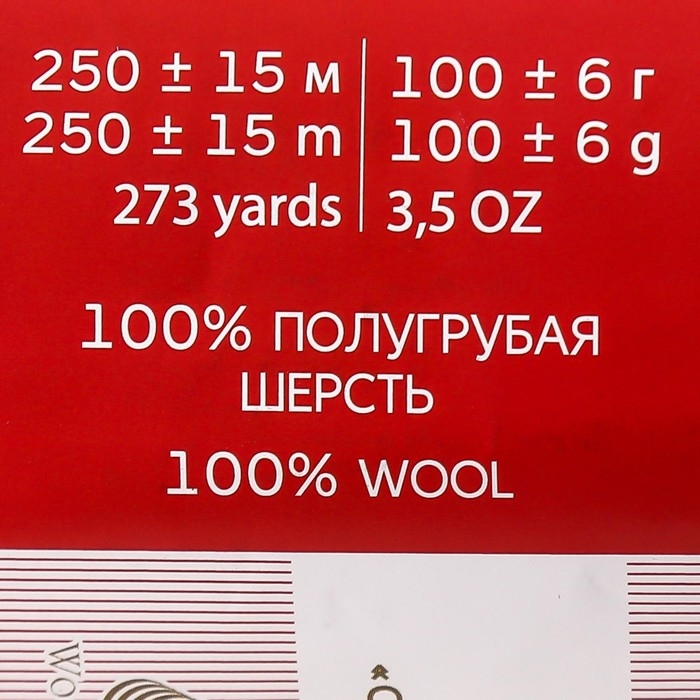 250 ± 15 м 100 ± 6 г
250 ± 15 m 100 ± 6 g
273 yards 3,5 OZ
100% ПОЛУГРУБАЯ
ШЕРСТЬ
100% WOOL